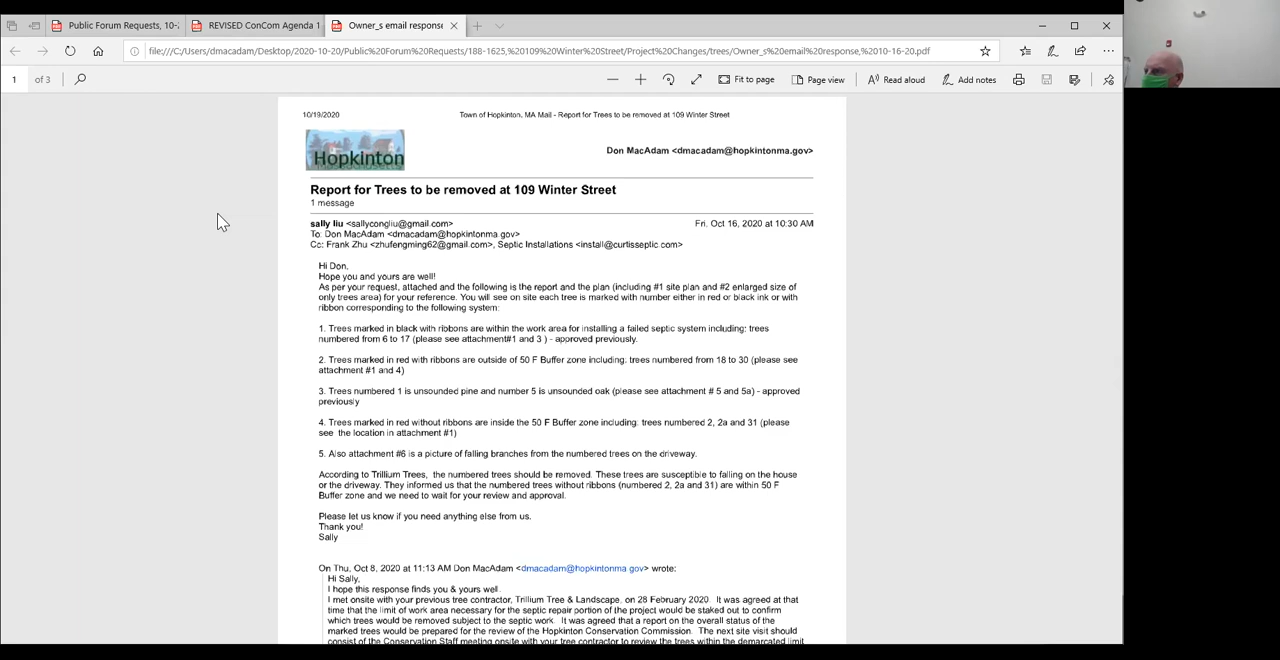 Public Forum Requests, 10-
REVISED ConCom Agenda 1
Owner_s email response
file:///C:/Users/dmacadam/Desktop/2020-10-20/Public%20Forum%20Requests/188-1625,%20109%20Winter%20Street/Project%20Changes/trees/Owner_s%20email%20response,%2010-16-20.pdf
1 of 3
Fit to page
Page view
Read aloud
Add notes
10/19/2020
Town of Hopkinton, MA Mail - Report for Trees to be removed at 109 Winter Street
Hopkinton
Massachusetts
Don MacAdam <dmacadam@hopkintonma.gov>
Report for Trees to be removed at 109 Winter Street
1 message
sally liu <sallycongliu@gmail.com>
Fri, Oct 16, 2020 at 10:30 AM
To: Don MacAdam <dmacadam@hopkintonma.gov>
Cc: Frank Zhu <zhufengming62@gmail.com>, Septic Installations <install@curtisseptic.com>
Hi Don,
Hope you and yours are well!
As per your request, attached and the following is the report and the plan (including #1 site plan and #2 enlarged size of
only trees area) for your reference. You will see on site each tree is marked with number either in red or black ink or with
ribbon corresponding to the following system:
1. Trees marked in black with ribbons are within the work area for installing a failed septic system including: trees
numbered from 6 to 17 (please see attachment#1 and 3 ) - approved previously.
2. Trees marked in red with ribbons are outside of 50 F Buffer zone including: trees numbered from 18 to 30 (please see
attachment #1 and 4)
3. Trees numbered 1 is unsounded pine and number 5 is unsounded oak (please see attachment # 5 and 5a) - approved
previously
4. Trees marked in red without ribbons are inside the 50 F Buffer zone including: trees numbered 2, 2a and 31 (please
see the location in attachment #1)
5. Also attachment #6 is a picture of falling branches from the numbered trees on the driveway.
According to Trillium Trees, the numbered trees should be removed. These trees are susceptible to falling on the house
or the driveway. They informed us that the numbered trees without ribbons (numbered 2, 2a and 31) are within 50 F
Buffer zone and we need to wait for your review and approval.
Please let us know if you need anything else from us.
Thank you!
Sally
On Thu, Oct 8, 2020 at 11:13 AM Don MacAdam <dmacadam@hopkintonma.gov> wrote:
Hi Sally,
I hope this response finds you & yours well.
I met onsite with your previous tree contractor, Trillium Tree & Landscape, on 28 February 2020. It was agreed at that
time that the limit of work area necessary for the septic repair portion of the project would be staked out to confirm
which trees would be removed subject to the septic work. It was agreed that a report on the overall status of the
marked trees would be prepared for the review of the Hopkinton Conservation Commission. The next site visit should
consist of the Conservation Staff meeting onsite with your tree contractor to review the trees within the demarcated limit